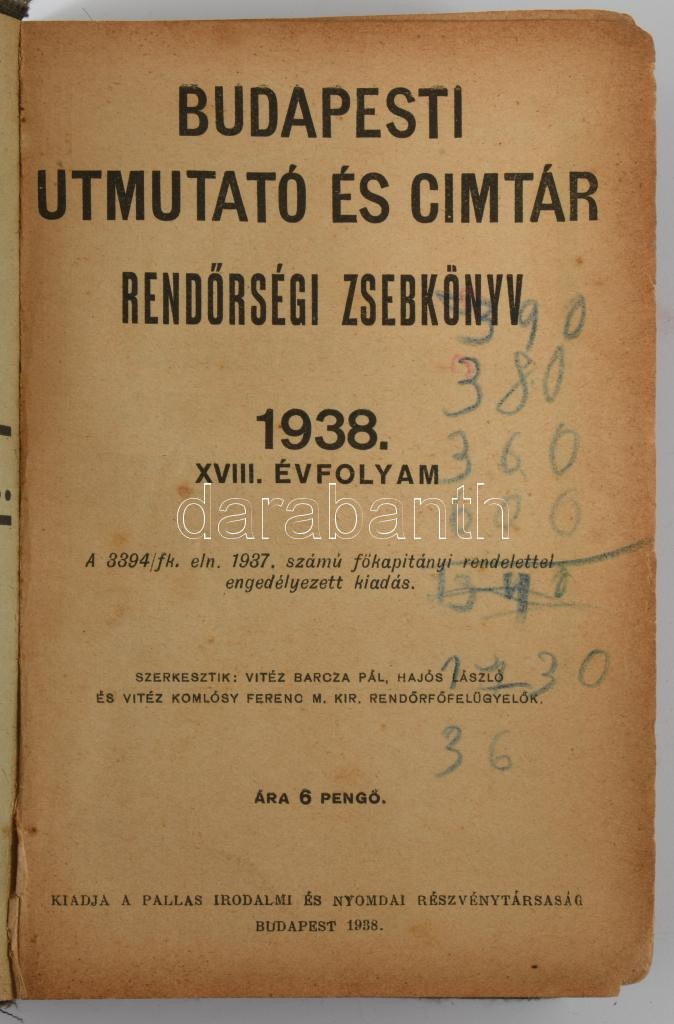 BUDAPESTI
UTMUTATÓ ÉS CIMTÁR
RENDŐRSÉGI ZSEBKÖNYV
390
380
1938.
360
XVIII. ÉVFOLYAM
darabanth
A 3394/fk. eln. 1937. számú főkapitányi rendelettel
engedélyezett kiadás.
SZERKESZTIK: VITÉZ BARCZA PÁL, HAJÓS LÁSZLÓ
ÉS VITÉZ KOMLÓSY FERENC M. KIR. RENDŐRFŐFELÜGYELŐK.
36
ÁRA 6 PENGŐ.
KIADJA A PALLAS IRODALMI ÉS NYOMDAI RÉSZVÉNYTÁRSASÁG
BUDAPEST 1938.